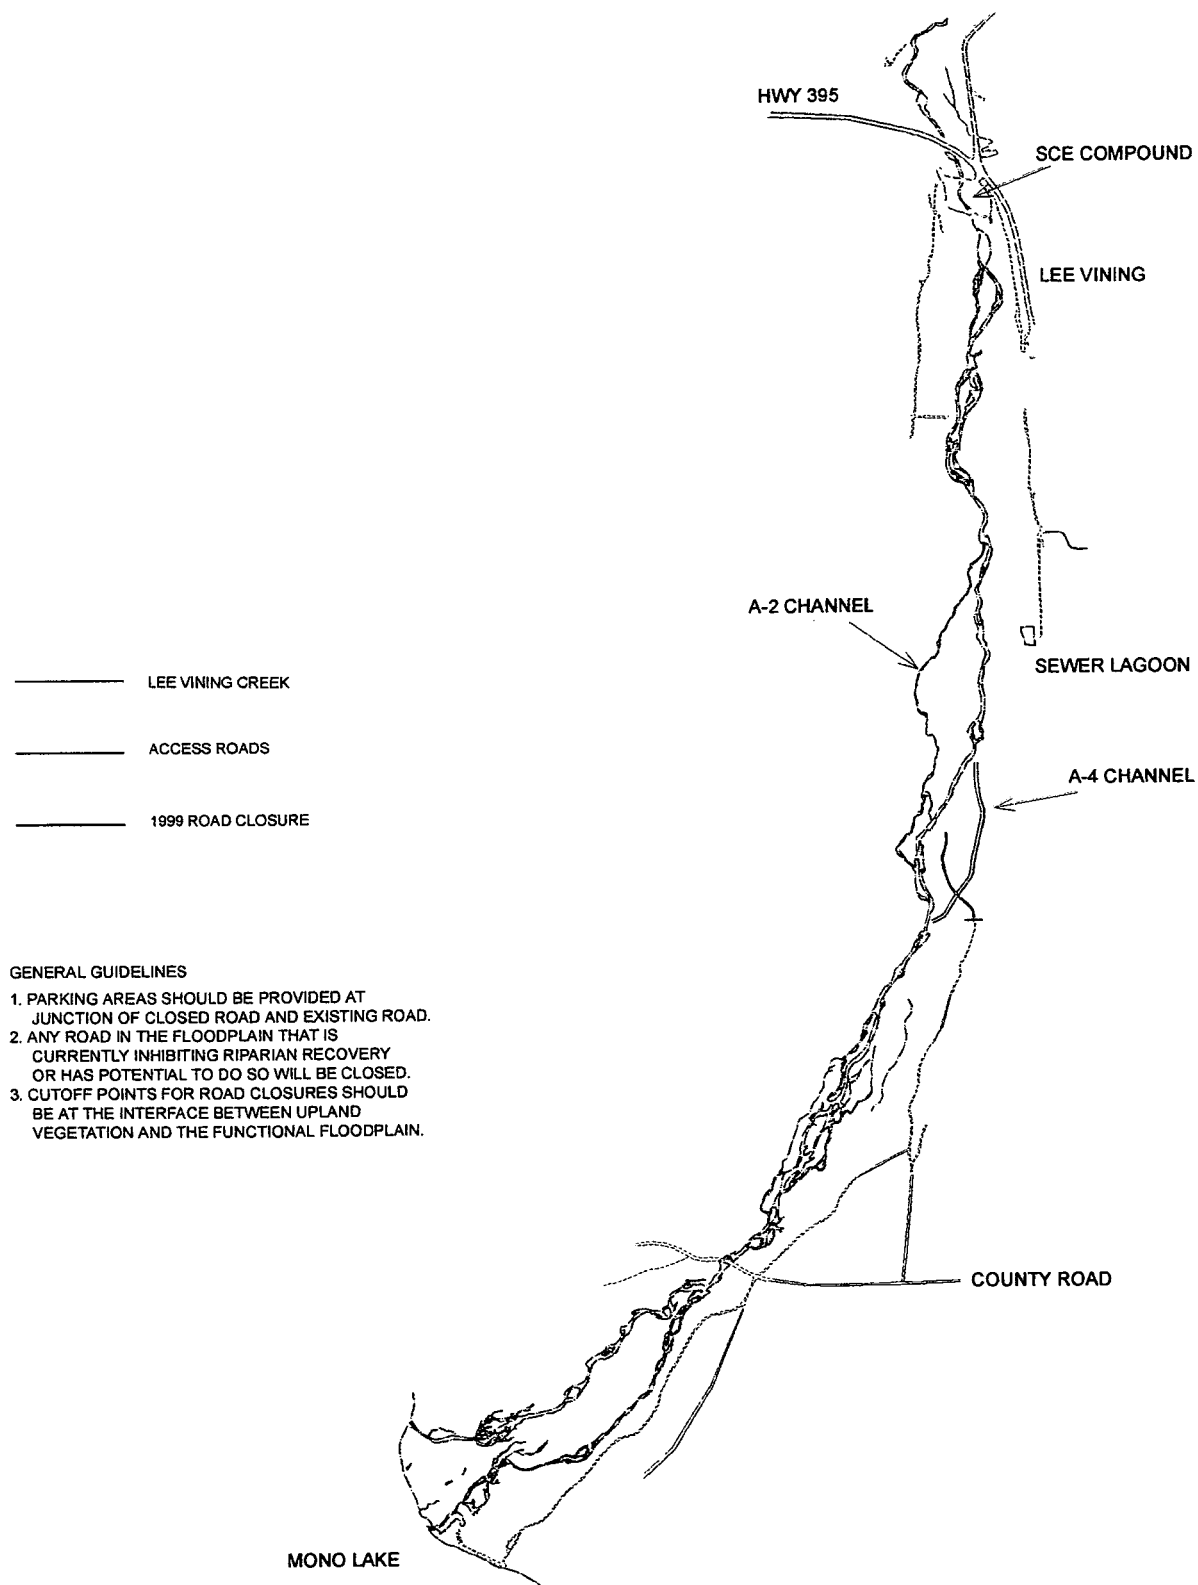 HWY 395
SCE COMPOUND
LEE VINING
A-2 CHANNEL
SEWER LAGOON
LEE VINING CREEK
ACCESS ROADS
A-4 CHANNEL
1999 ROAD CLOSURE
GENERAL GUIDELINES
1. PARKING AREAS SHOULD BE PROVIDED AT
JUNCTION OF CLOSED ROAD AND EXISTING ROAD.
2. ANY ROAD IN THE FLOODPLAIN THAT IS
CURRENTLY INHIBITING RIPARIAN RECOVERY
OR HAS POTENTIAL TO DO SO WILL BE CLOSED.
3. CUTOFF POINTS FOR ROAD CLOSURES SHOULD
BE AT THE INTERFACE BETWEEN UPLAND
VEGETATION AND THE FUNCTIONAL FLOODPLAIN.
COUNTY ROAD
MONO LAKE